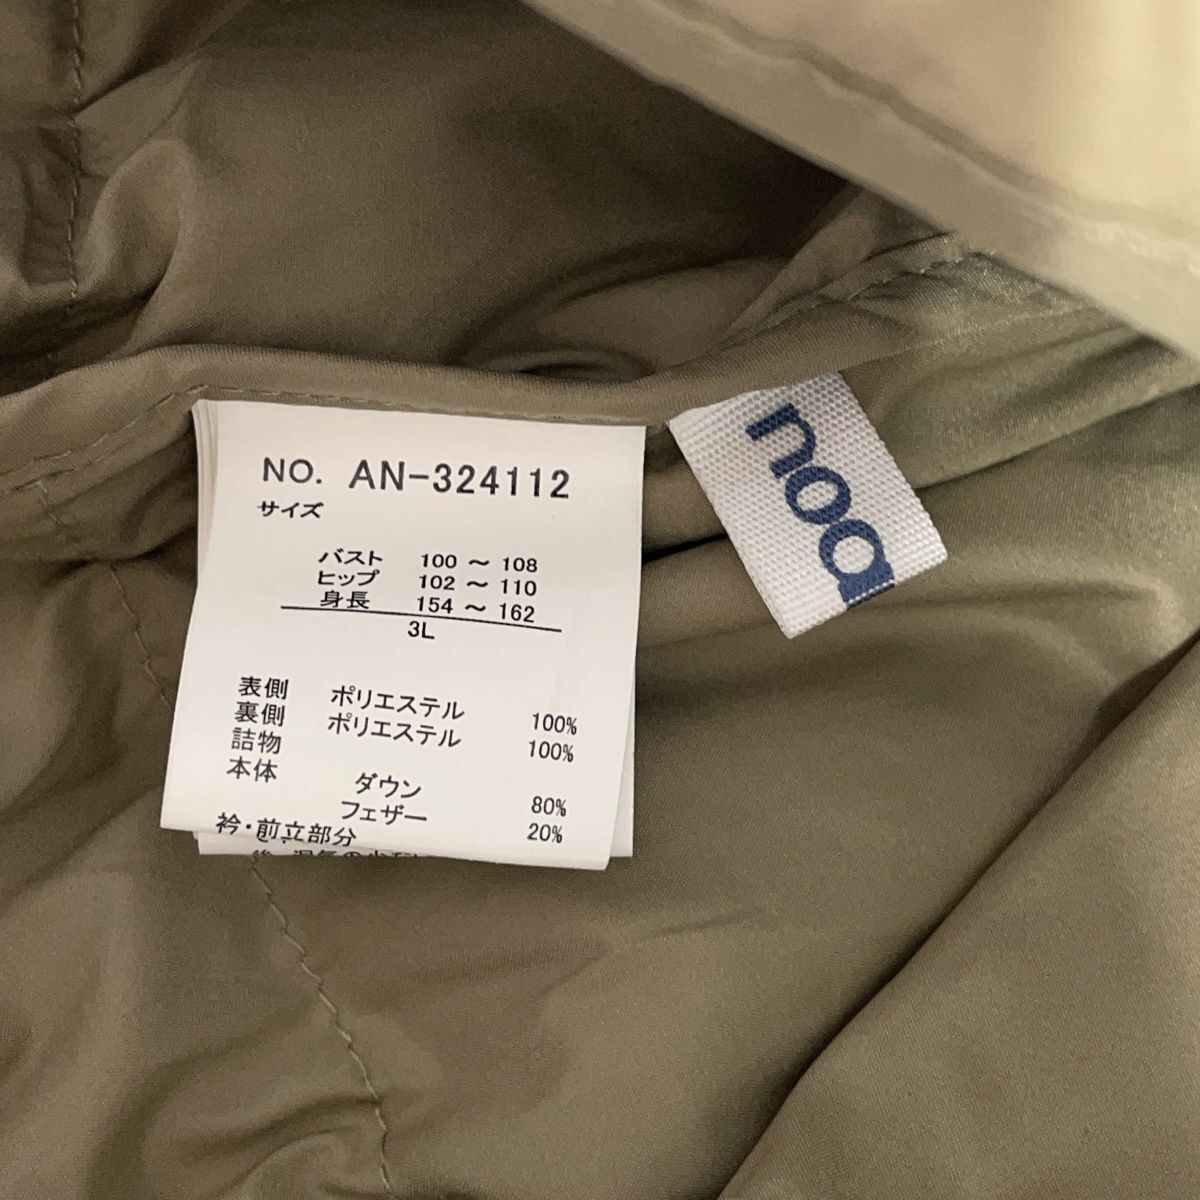 NO. AN-324112
サイズ
バスト 100 ～ 108
ヒップ 102 ～ 110
身長 154 ～ 162
3L
表側 ポリエステル 100%
裏側 ポリエステル 100%
詰物
本体 ダウン 80%
フェザー 20%
衿・前立部分
noa